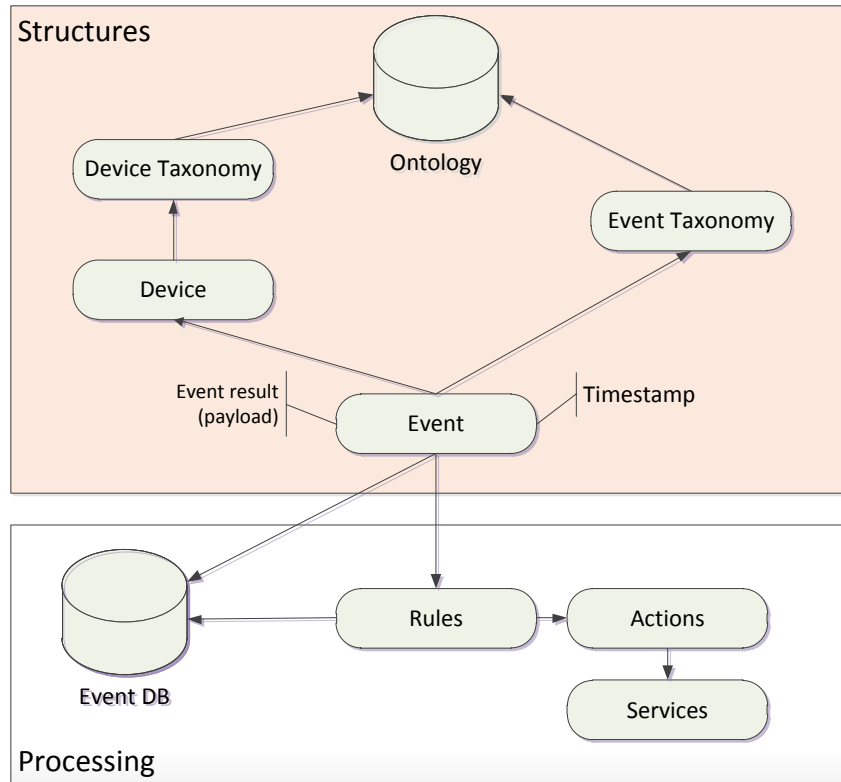 Structures
Ontology
Device Taxonomy
Event Taxonomy
Device
Event result
(payload)
Timestamp
Event
Rules
Actions
Event DB
Services
Processing